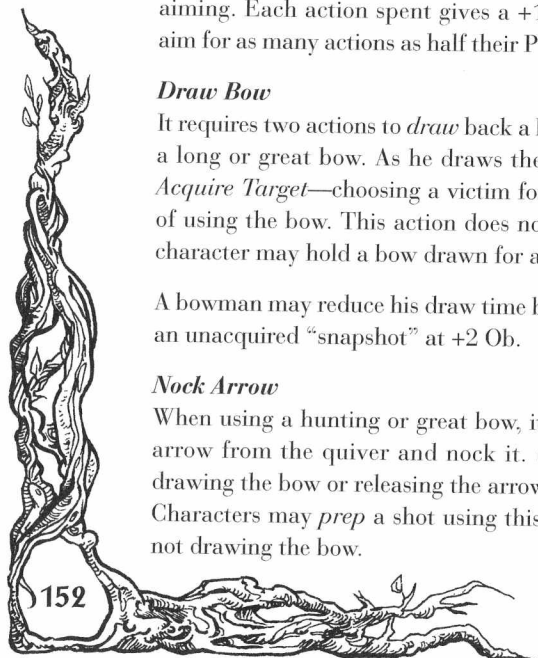 aiming. Each action spent gives a +1
aim for as many actions as half their P
Draw Bow
It requires two actions to draw back a
a long or great bow. As he draws the
Acquire Target—choosing a victim fo
of using the bow. This action does no
character may hold a bow drawn for a
A bowman may reduce his draw time
an unacquired “snapshot” at +2 Ob.
Nock Arrow
When using a hunting or great bow, i
arrow from the quiver and nock it.
drawing the bow or releasing the arrow
Characters may prep a shot using this
not drawing the bow.
152